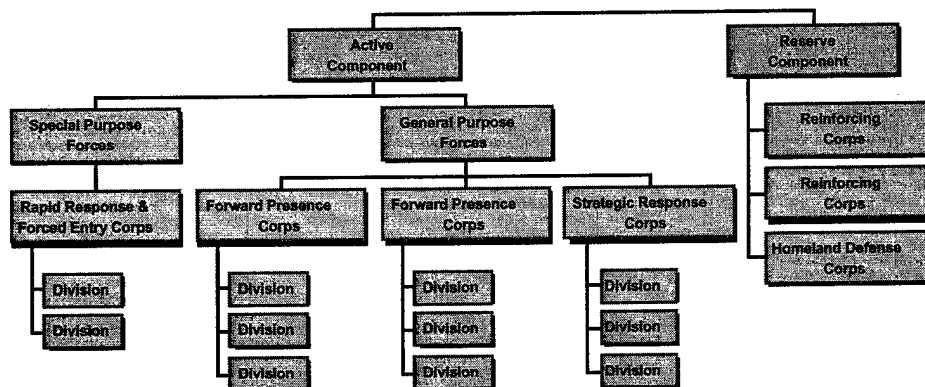 Active
Component
Reserve
Component
Special Purpose
Forces
General Purpose
Forces
Reinforcing
Corps
Reinforcing
Corps
Homeland Defense
Corps
Rapid Response &
Forced Entry Corps
Forward Presence
Corps
Forward Presence
Corps
Strategic Response
Corps
Division
Division
Division
Division
Division
Division
Division
Division
Division
Division
Division